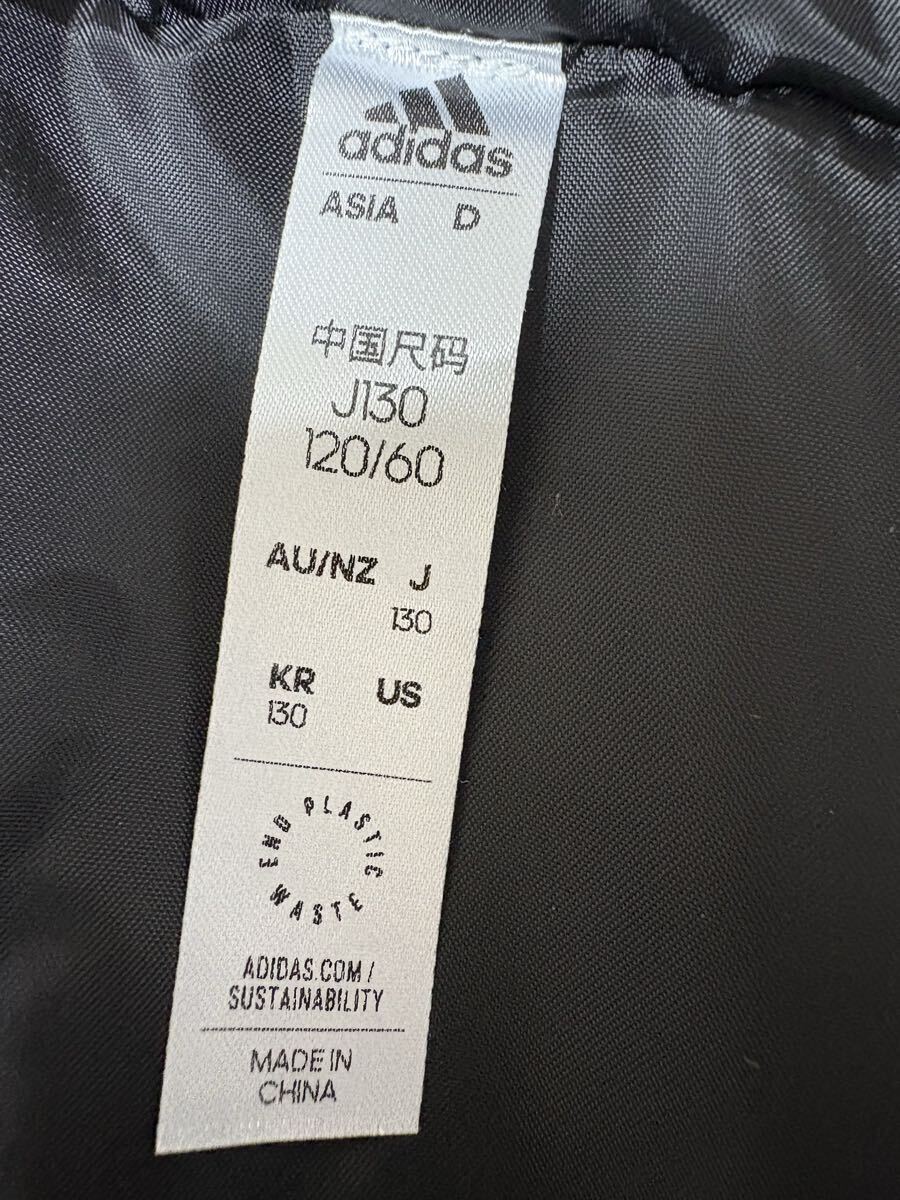 adidas
ASIA D
中国尺码
J130
120/60
AU/NZ J
130
KR US
130
END PLASTIC WASTE
ADIDAS.COM/
SUSTAINABILITY
MADE IN
CHINA